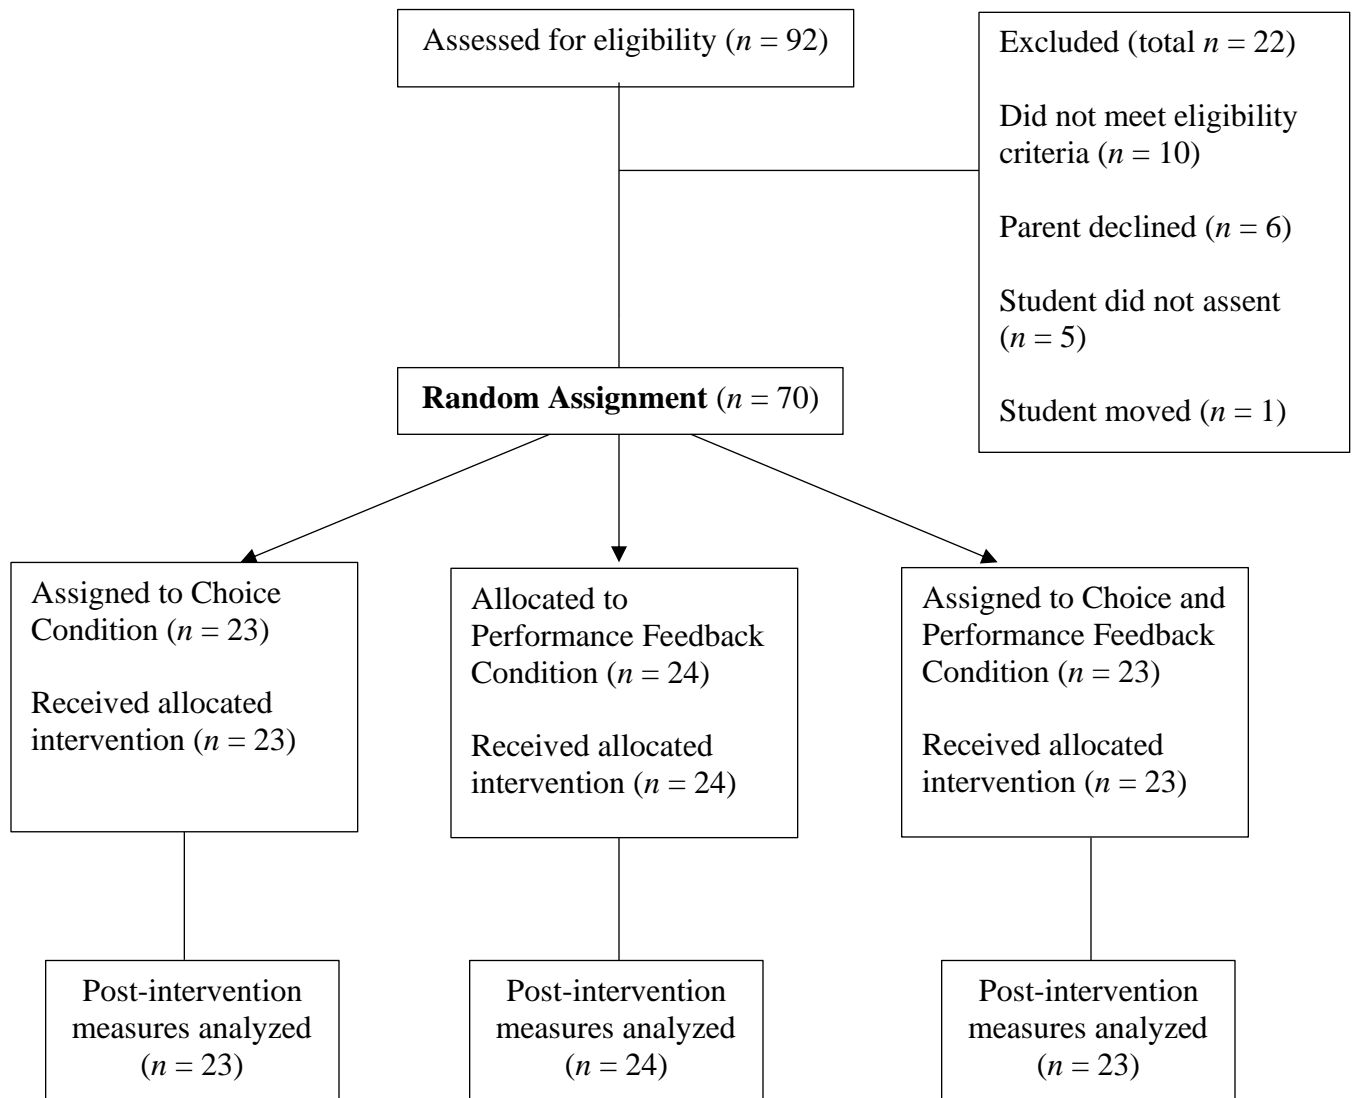 Assessed for eligibility (n = 92)
Excluded (total n = 22)
Did not meet eligibility
criteria (n = 10)
Parent declined (n = 6)
Student did not assent
(n = 5)
Student moved (n = 1)
Random Assignment (n = 70)
Assigned to Choice
Condition (n = 23)
Received allocated
intervention (n = 23)
Allocated to
Performance Feedback
Condition (n = 24)
Received allocated
intervention (n = 24)
Assigned to Choice and
Performance Feedback
Condition (n = 23)
Received allocated
intervention (n = 23)
Post-intervention
measures analyzed
(n = 23)
Post-intervention
measures analyzed
(n = 24)
Post-intervention
measures analyzed
(n = 23)